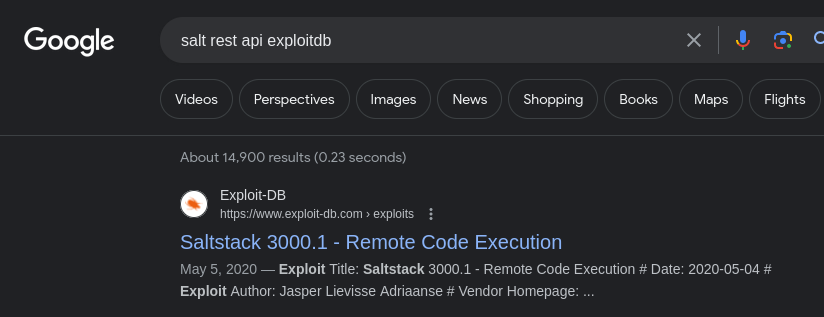 Google
salt rest api exploitdb
Videos
Perspectives
Images
News
Shopping
Books
Maps
Flights
About 14,900 results (0.23 seconds)
Exploit-DB
https://www.exploit-db.com › exploits
Saltstack 3000.1 - Remote Code Execution
May 5, 2020 — Exploit Title: Saltstack 3000.1 - Remote Code Execution # Date: 2020-05-04 #
Exploit Author: Jasper Lievisse Adriaanse # Vendor Homepage: ...